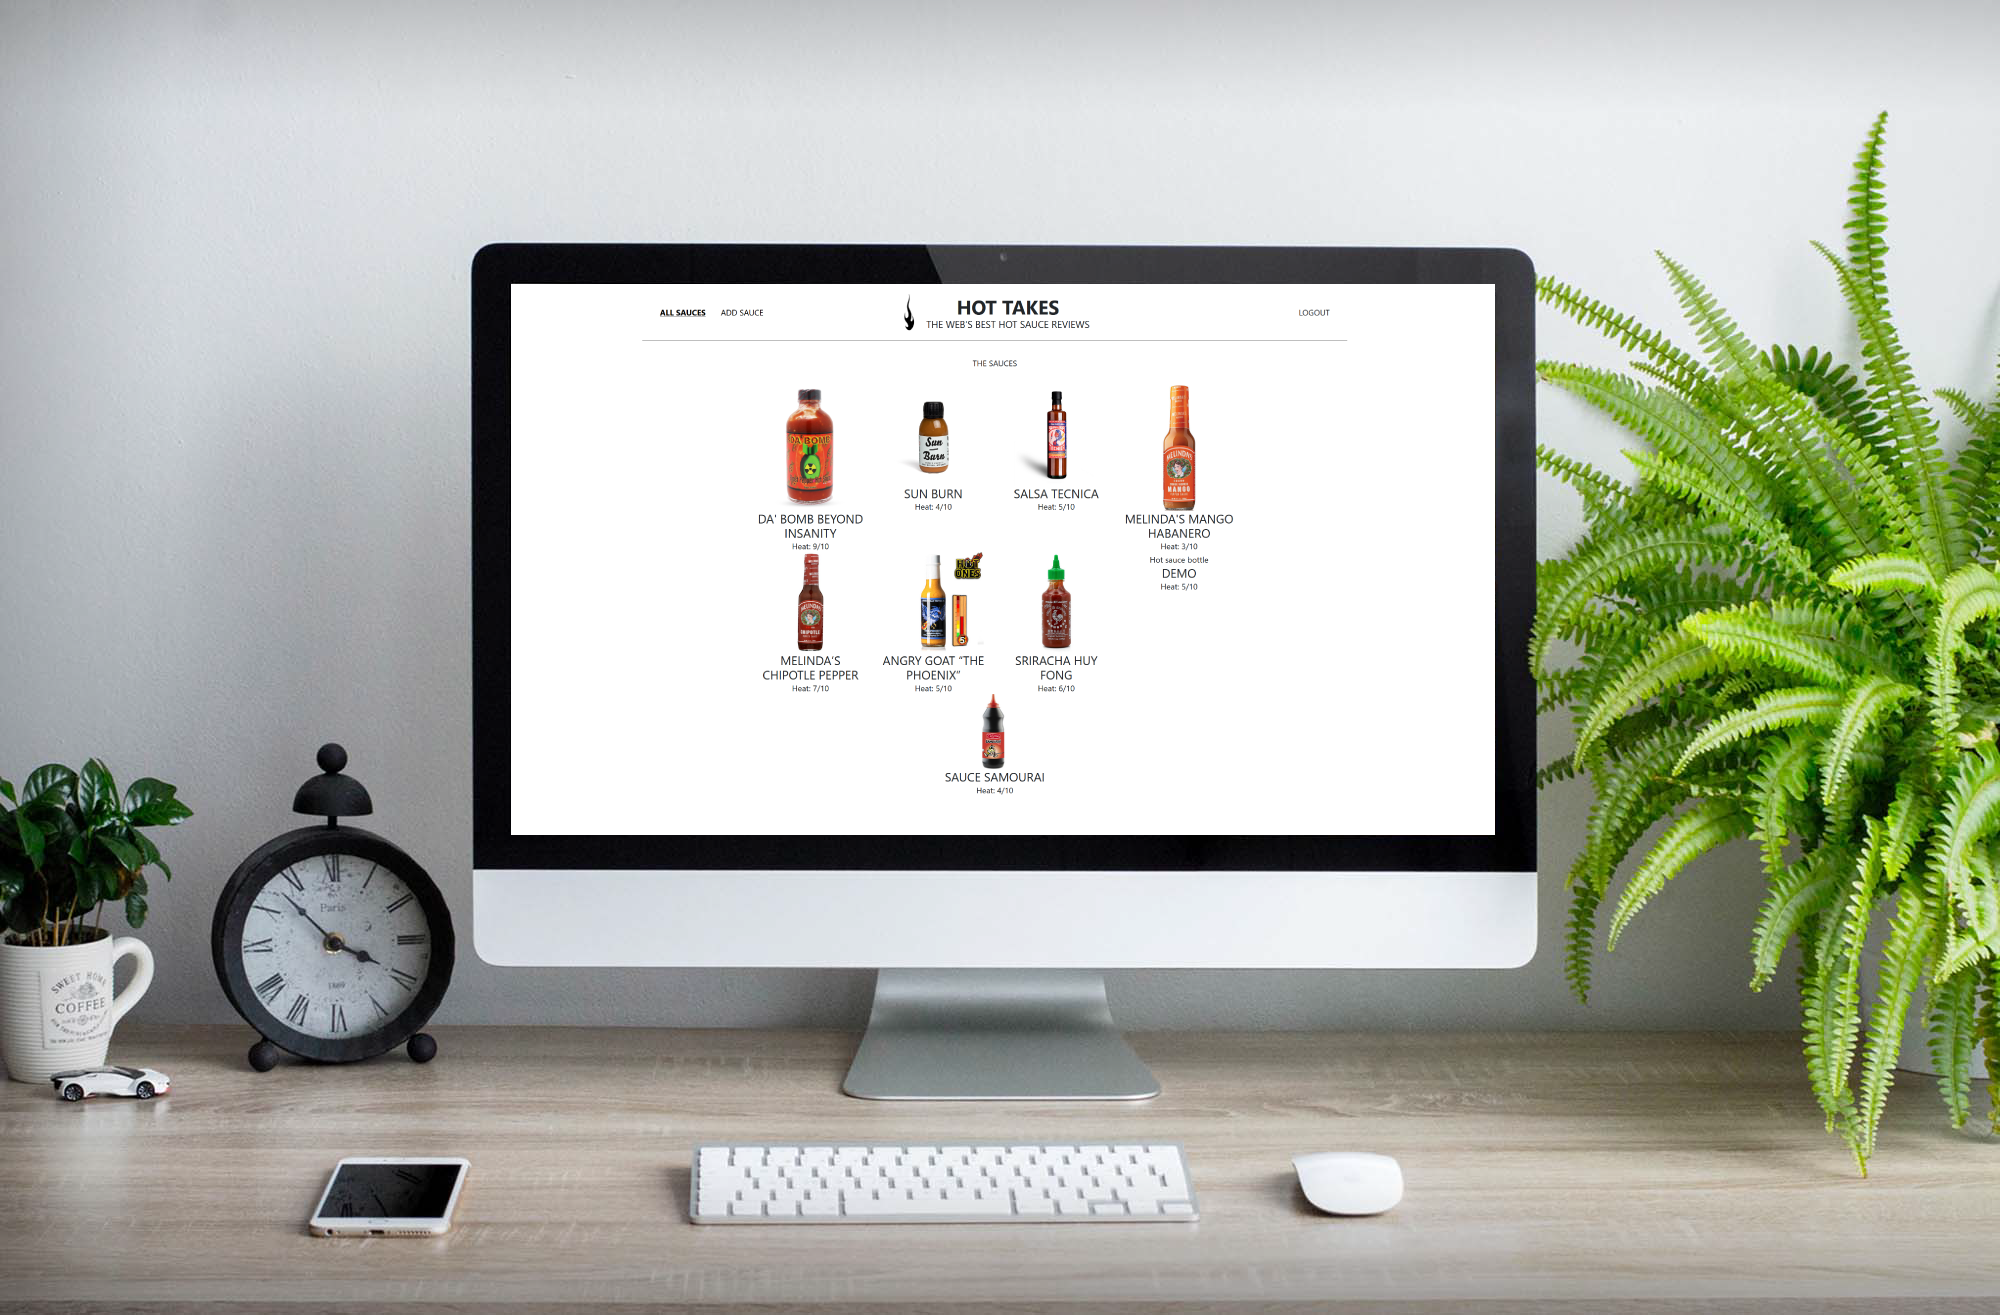 ALL SAUCES
ADD SAUCE
HOT TAKES
THE WEB'S BEST HOT SAUCE REVIEWS
LOGOUT
THE SAUCES
DA BOMB
Sun
Burn
MELINDA'S
MANGO
DA' BOMB BEYOND
INSANITY
Heat: 9/10
SUN BURN
Heat: 4/10
SALSA TECNICA
Heat: 5/10
MELINDA'S MANGO
HABANERO
Heat: 3/10
MELINDA'S
CHIPOTLE
HOT
ONES
5
Hot sauce bottle
DEMO
Heat: 5/10
MELINDA'S
CHIPOTLE PEPPER
Heat: 7/10
ANGRY GOAT “THE
PHOENIX”
Heat: 5/10
SRIRACHA HUY
FONG
Heat: 6/10
SAUCE SAMOURAI
Heat: 4/10
Paris
1869
SWEET HOME
COFFEE